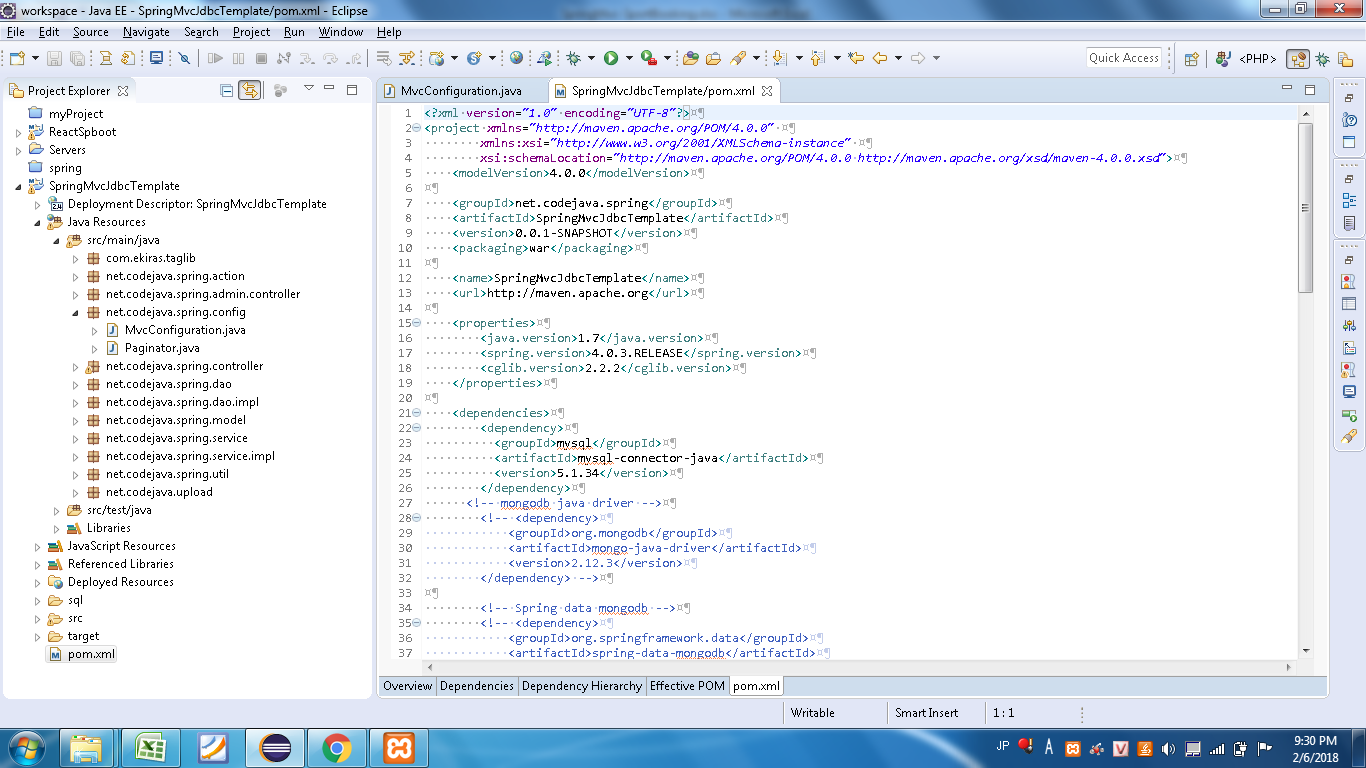 workspace - Java EE - SpringMvcJdbcTemplate/pom.xml - Eclipse
File Edit Source Navigate Search Project Run Window Help
Quick Access
<PHP>
Project Explorer
myProject
ReactSpboot
Servers
spring
SpringMvcJdbcTemplate
Deployment Descriptor: SpringMvcJdbcTemplate
Java Resources
src/main/java
com.ekiras.taglib
net.codejava.spring.action
net.codejava.spring.admin.controller
net.codejava.spring.config
MvcConfiguration.java
Paginator.java
net.codejava.spring.controller
net.codejava.spring.dao
net.codejava.spring.dao.impl
net.codejava.spring.model
net.codejava.spring.service
net.codejava.spring.service.impl
net.codejava.spring.util
net.codejava.upload
src/test/java
Libraries
JavaScript Resources
Referenced Libraries
Deployed Resources
sql
src
target
pom.xml
MvcConfiguration.java SpringMvcJdbcTemplate/pom.xml
1 <?xml version="1.0" encoding="UTF-8"?>
2 <project xmlns="http://maven.apache.org/POM/4.0.0"
3 xmlns:xsi="http://www.w3.org/2001/XMLSchema-instance"
4 xsi:schemaLocation="http://maven.apache.org/POM/4.0.0 http://maven.apache.org/xsd/maven-4.0.0.xsd">
5 <modelVersion>4.0.0</modelVersion>
6
7 <groupId>net.codejava.spring</groupId>
8 <artifactId>SpringMvcJdbcTemplate</artifactId>
9 <version>0.0.1-SNAPSHOT</version>
10 <packaging>war</packaging>
11
12 <name>SpringMvcJdbcTemplate</name>
13 <url>http://maven.apache.org</url>
14
15 <properties>
16 <java.version>1.7</java.version>
17 <spring.version>4.0.3.RELEASE</spring.version>
18 <cglib.version>2.2.2</cglib.version>
19 </properties>
20
21 <dependencies>
22 <dependency>
23 <groupId>mysql</groupId>
24 <artifactId>mysql-connector-java</artifactId>
25 <version>5.1.34</version>
26 </dependency>
27 <!-- mongodb java driver -->
28 <!-- <dependency>
29 <groupId>org.mongodb</groupId>
30 <artifactId>mongo-java-driver</artifactId>
31 <version>2.12.3</version>
32 </dependency> -->
33
34 <!-- Spring data mongodb -->
35 <!-- <dependency>
36 <groupId>org.springframework.data</groupId>
37 <artifactId>spring-data-mongodb</artifactId>
Overview Dependencies Dependency Hierarchy Effective POM pom.xml
Writable Smart Insert 1 : 1
JP
9:30 PM
2/6/2018